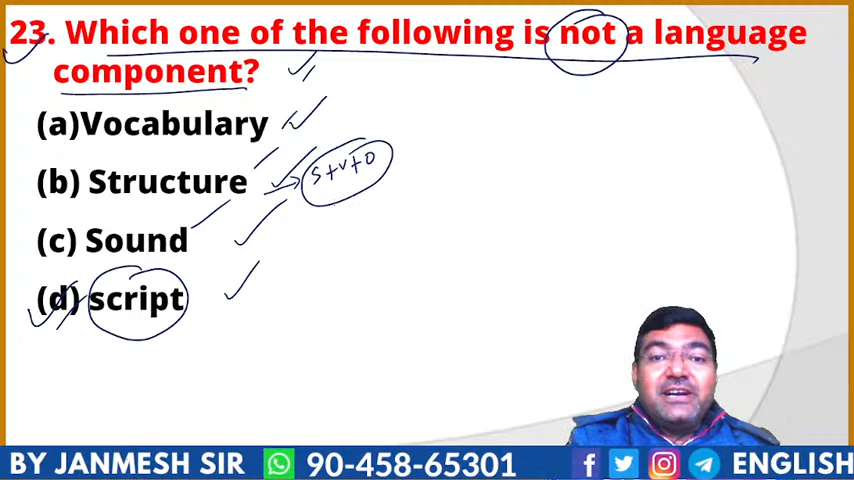 23. Which one of the following is not a language
component?
(a)Vocabulary
(b) Structure
S+V+O
(c) Sound
(d) script
BY JANMESH SIR 90-458-65301 ENGLISH